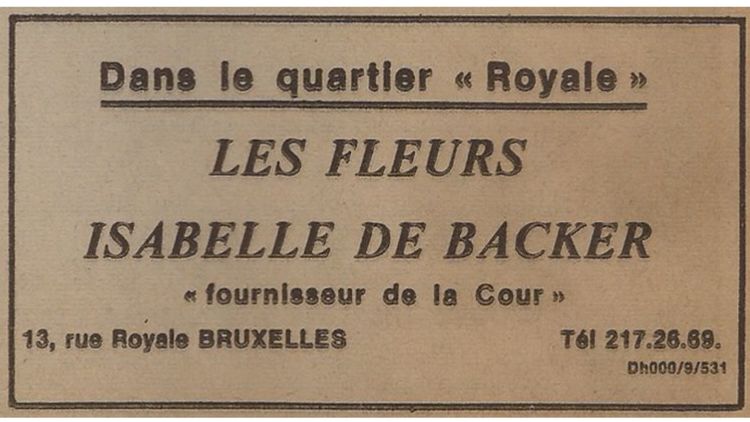 Dans le quartier « Royale »
LES FLEURS
ISABELLE DE BACKER
« fournisseur de la Cour »
13, rue Royale BRUXELLES Tél 217.26.69.
Dh000/9/531